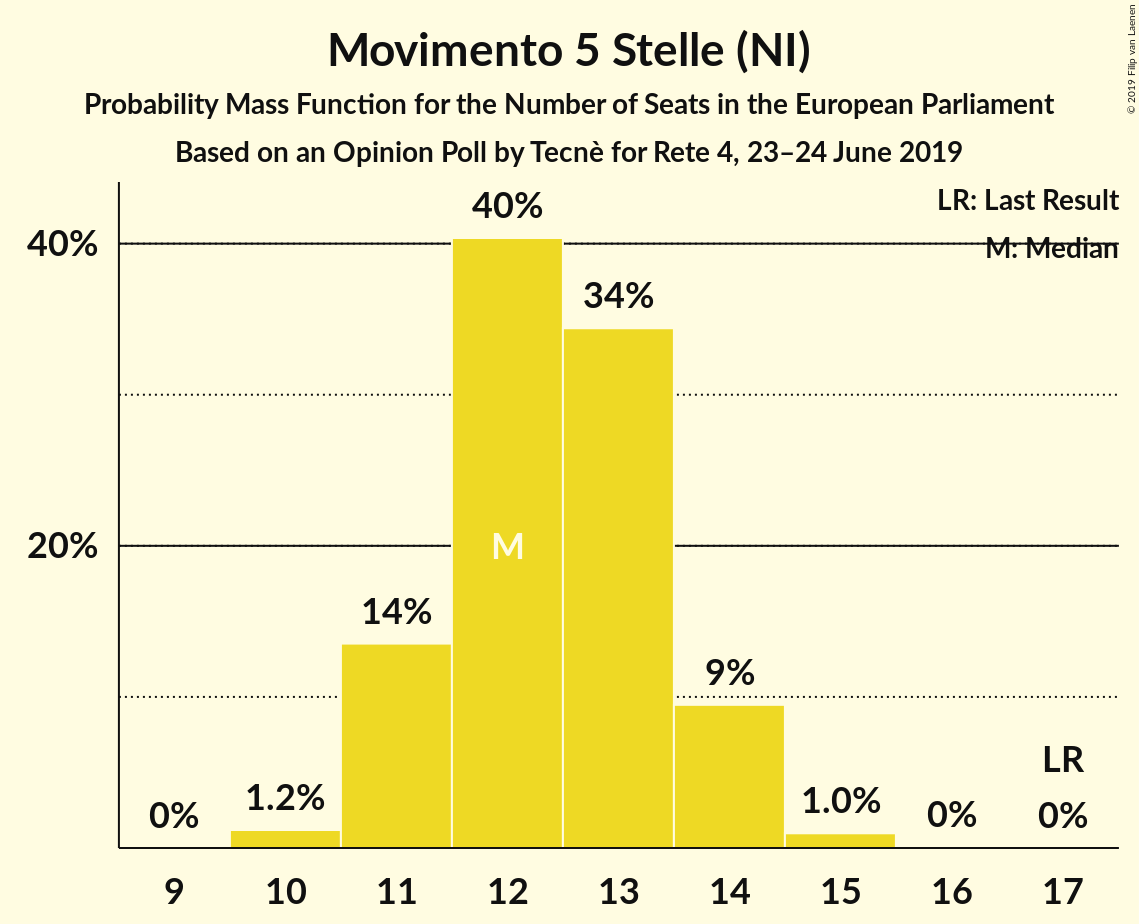 Movimento 5 Stelle (NI)
Probability Mass Function for the Number of Seats in the European Parliament
Based on an Opinion Poll by Tecnè for Rete 4, 23–24 June 2019
© 2019 Filip van Laenen
LR: Last Result
M: Median
40%
20%
0%
1.2%
14%
40%
M
34%
9%
1.0%
0%
LR
0%
9 10 11 12 13 14 15 16 17